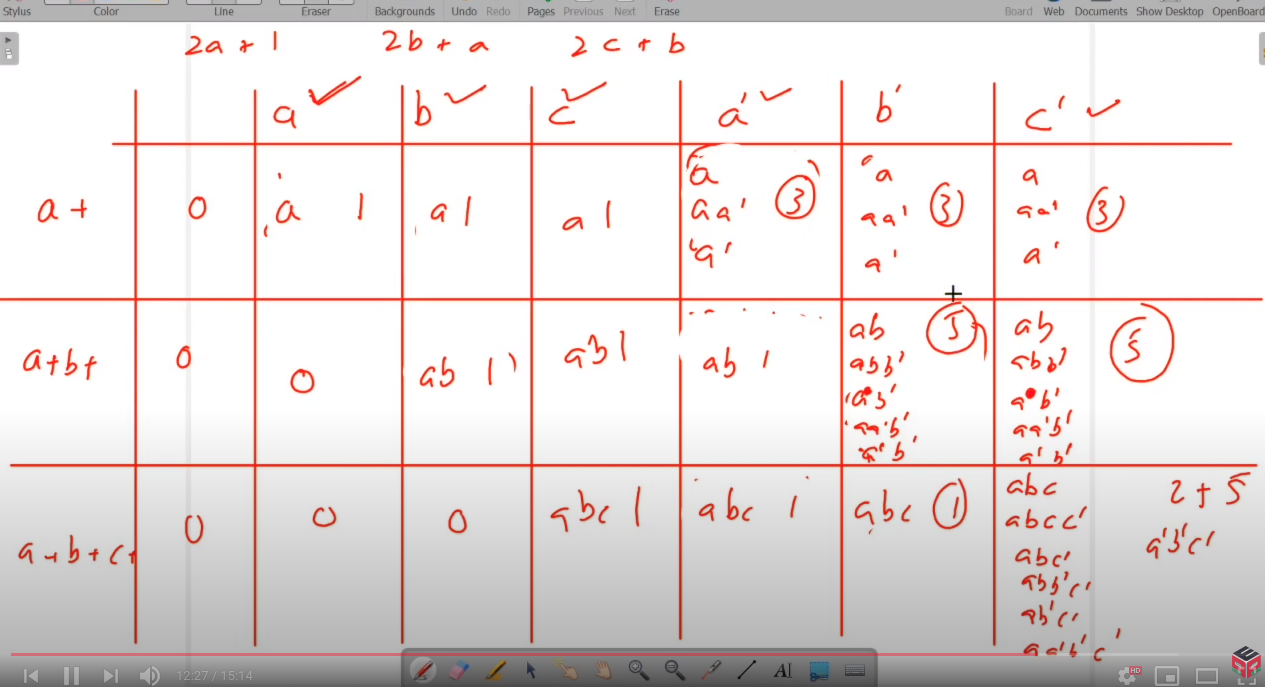 Stylus Color Line Eraser Backgrounds Undo Redo Pages Previous Next Erase Board Web Documents Show Desktop OpenBoard
2a+1 2b+a 2c+b
a b c a' b' c'
a+ 0 a 1 a 1 a 1
a
aa' 3
a'
a
aa' 3
a'
a
aa' 3
a'
a+b+ 0 0 ab 1 ab 1 ab 1
ab 5
abb'
ab'
aa'b'
a'b'
ab 5
abb'
ab'
aa'b'
a'b'
a+b+c+ 0 0 0 abc 1 abc 1 abc 1
abc 2+5
abcc' a'b'c'
abc'
abb'c'
ab'c'
aa'b'c'
12:27 / 15:14
HD